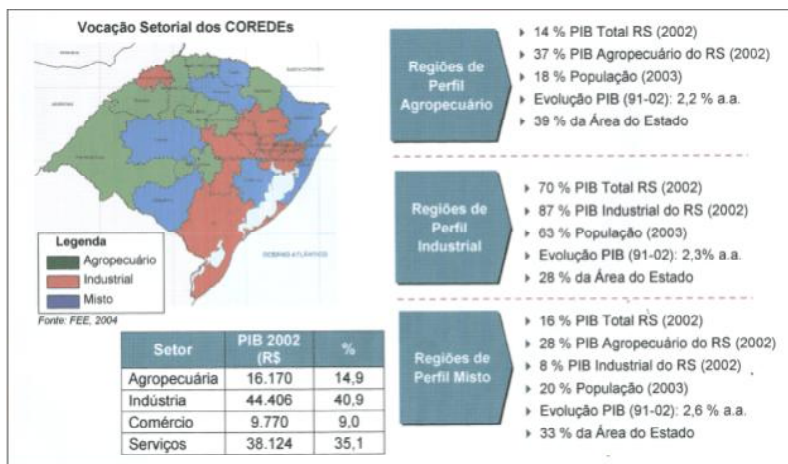 Vocação Setorial dos COREDEs
Legenda
Agropecuário
Industrial
Misto
Fonte: FEE, 2004
Setor PIB 2002 (R$ %
Agropecuária 16.170 14,9
Indústria 44.406 40,9
Comércio 9.770 9,0
Serviços 38.124 35,1
Regiões de
Perfil
Agropecuário
14 % PIB Total RS (2002)
37 % PIB Agropecuário do RS (2002)
18 % População (2003)
Evolução PIB (91-02): 2,2 % a.a.
39 % da Área do Estado
Regiões de
Perfil
Industrial
70 % PIB Total RS (2002)
87 % PIB Industrial do RS (2002)
63 % População (2003)
Evolução PIB (91-02): 2,3% a.a.
28 % da Área do Estado
Regiões de
Perfil Misto
16 % PIB Total RS (2002)
28 % PIB Agropecuário do RS (2002)
8 % PIB Industrial do RS (2002)
20 % População (2003)
Evolução PIB (91-02): 2,6 % a.a.
33 % da Área do Estado